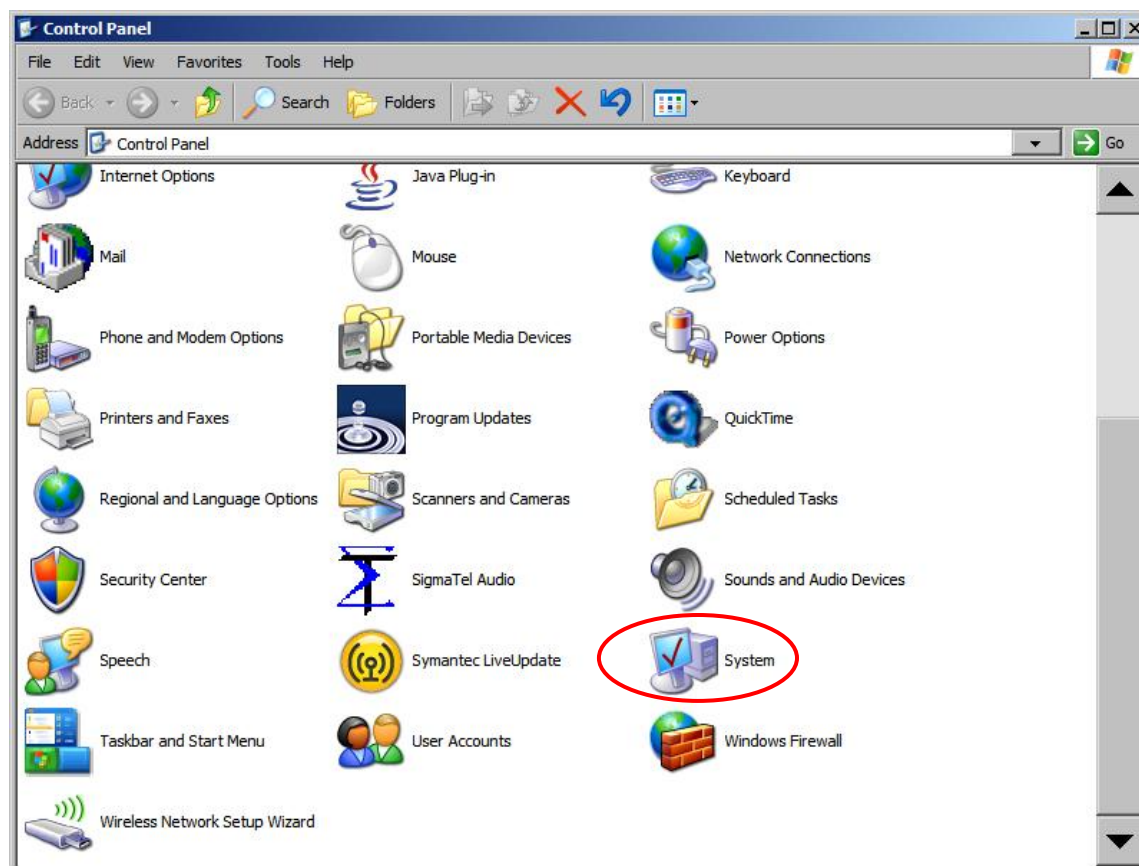 Control Panel
File Edit View Favorites Tools Help
Back Search Folders
Address Control Panel Go
Internet Options Java Plug-in Keyboard
Mail Mouse Network Connections
Phone and Modem Options Portable Media Devices Power Options
Printers and Faxes Program Updates QuickTime
Regional and Language Options Scanners and Cameras Scheduled Tasks
Security Center SigmaTel Audio Sounds and Audio Devices
Speech Symantec LiveUpdate System
Taskbar and Start Menu User Accounts Windows Firewall
Wireless Network Setup Wizard